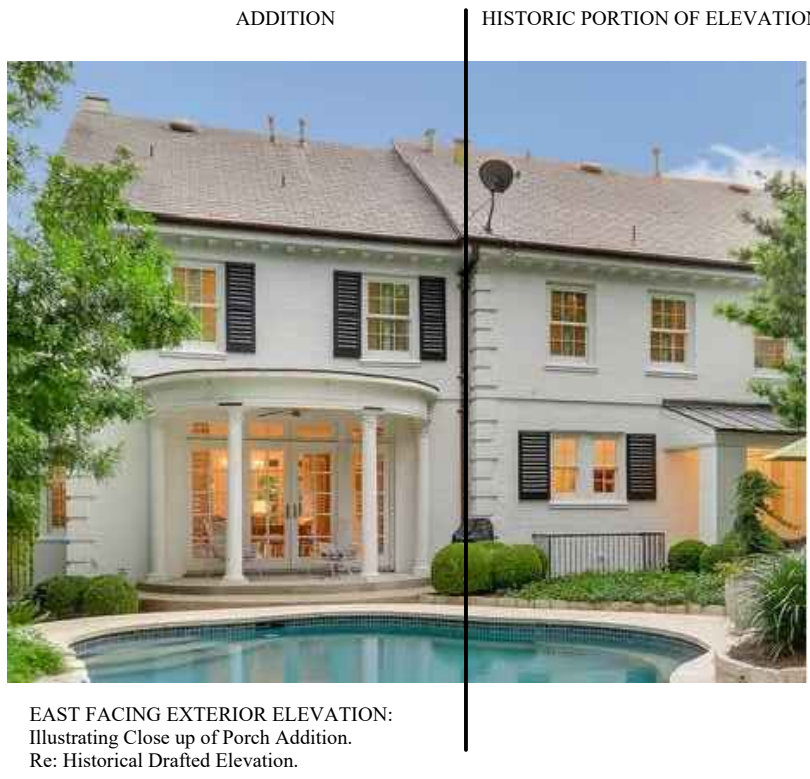 ADDITION
HISTORIC PORTION OF ELEVATION
EAST FACING EXTERIOR ELEVATION:
Illustrating Close up of Porch Addition.
Re: Historical Drafted Elevation.